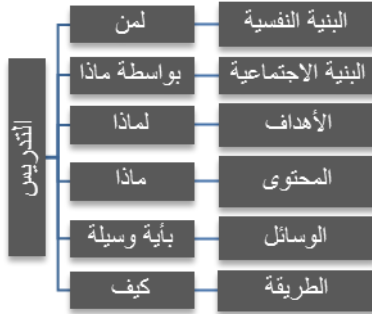 التدريس
لمن
البنية النفسية
بواسطة ماذا
البنية الاجتماعية
لماذا
الأهداف
ماذا
المحتوى
بأية وسيلة
الوسائل
كيف
الطريقة